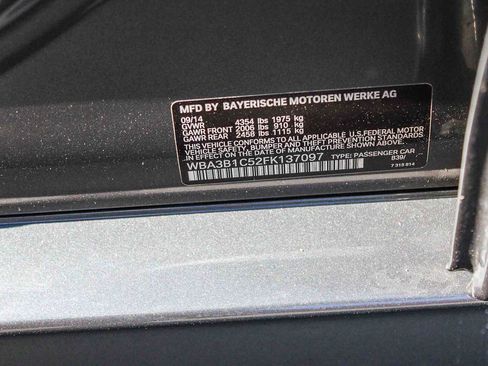 MFD BY BAYERISCHE MOTOREN WERKE AG
09/14
GVWR 4354 lbs 1975 kg
GAWR FRONT 2006 lbs 910 kg
GAWR REAR 2458 lbs 1115 kg
THIS VEHICLE CONFORMS TO ALL APPLICABLE U.S.FEDERAL MOTOR
VEHICLE SAFETY, BUMPER, AND THEFT PREVENTION STANDARDS
IN EFFECT ON THE DATE OF MANUFACTURE SHOWN ABOVE.
WBA3B1C52FK137097 TYPE: PASSENGER CAR
839/
7 315 814